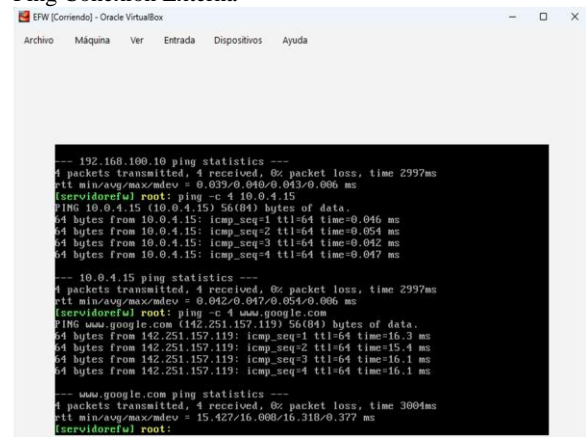 Ping Conexión Externa
EFW [Corriendo] - Oracle VirtualBox
Archivo Máquina Ver Entrada Dispositivos Ayuda
--- 192.168.100.10 ping statistics ---
4 packets transmitted, 4 received, 0% packet loss, time 2997ms
rtt min/avg/max/mdev = 0.039/0.040/0.043/0.006 ms
[servidorefw] root: ping -c 4 10.0.4.15
PING 10.0.4.15 (10.0.4.15) 56(84) bytes of data.
64 bytes from 10.0.4.15: icmp_seq=1 ttl=64 time=0.046 ms
64 bytes from 10.0.4.15: icmp_seq=2 ttl=64 time=0.054 ms
64 bytes from 10.0.4.15: icmp_seq=3 ttl=64 time=0.042 ms
64 bytes from 10.0.4.15: icmp_seq=4 ttl=64 time=0.047 ms
--- 10.0.4.15 ping statistics ---
4 packets transmitted, 4 received, 0% packet loss, time 2997ms
rtt min/avg/max/mdev = 0.042/0.047/0.054/0.006 ms
[servidorefw] root: ping -c 4 www.google.com
PING www.google.com (142.251.157.119) 56(84) bytes of data.
64 bytes from 142.251.157.119: icmp_seq=1 ttl=64 time=16.3 ms
64 bytes from 142.251.157.119: icmp_seq=2 ttl=64 time=15.4 ms
64 bytes from 142.251.157.119: icmp_seq=3 ttl=64 time=16.1 ms
64 bytes from 142.251.157.119: icmp_seq=4 ttl=64 time=16.1 ms
--- www.google.com ping statistics ---
4 packets transmitted, 4 received, 0% packet loss, time 3004ms
rtt min/avg/max/mdev = 15.427/16.008/16.318/0.377 ms
[servidorefw] root: